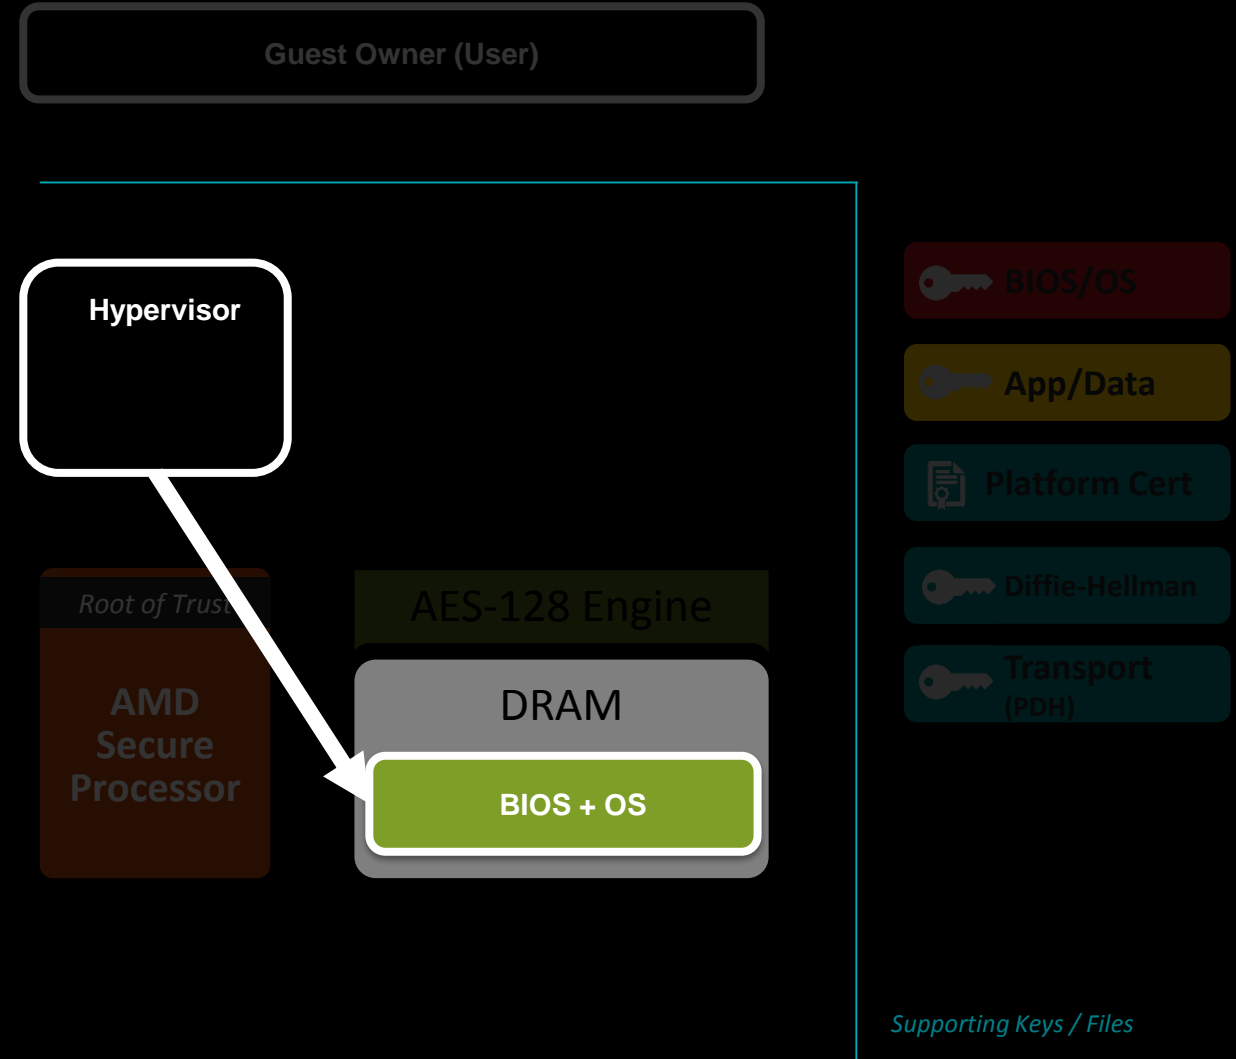 Guest Owner (User)
Hypervisor
BIOS/OS
App/Data
Platform Cert
Diffie-Hellman
Transport
(PDH)
Root of Trust
AMD
Secure
Processor
AES-128 Engine
DRAM
BIOS + OS
Supporting Keys / Files